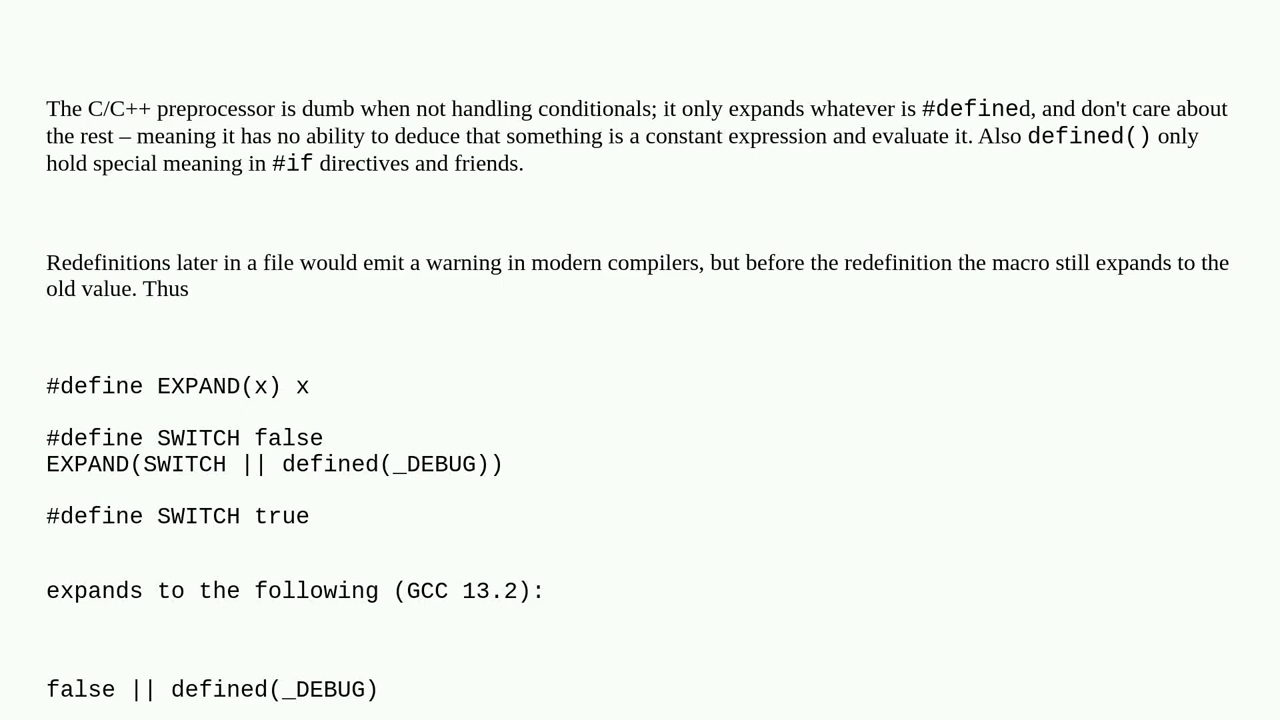 The C/C++ preprocessor is dumb when not handling conditionals; it only expands whatever is #defined, and don't care about
the rest – meaning it has no ability to deduce that something is a constant expression and evaluate it. Also defined() only
hold special meaning in #if directives and friends.
Redefinitions later in a file would emit a warning in modern compilers, but before the redefinition the macro still expands to the
old value. Thus
#define EXPAND(x) x
#define SWITCH false
EXPAND(SWITCH || defined(_DEBUG))
#define SWITCH true
expands to the following (GCC 13.2):
false || defined(_DEBUG)